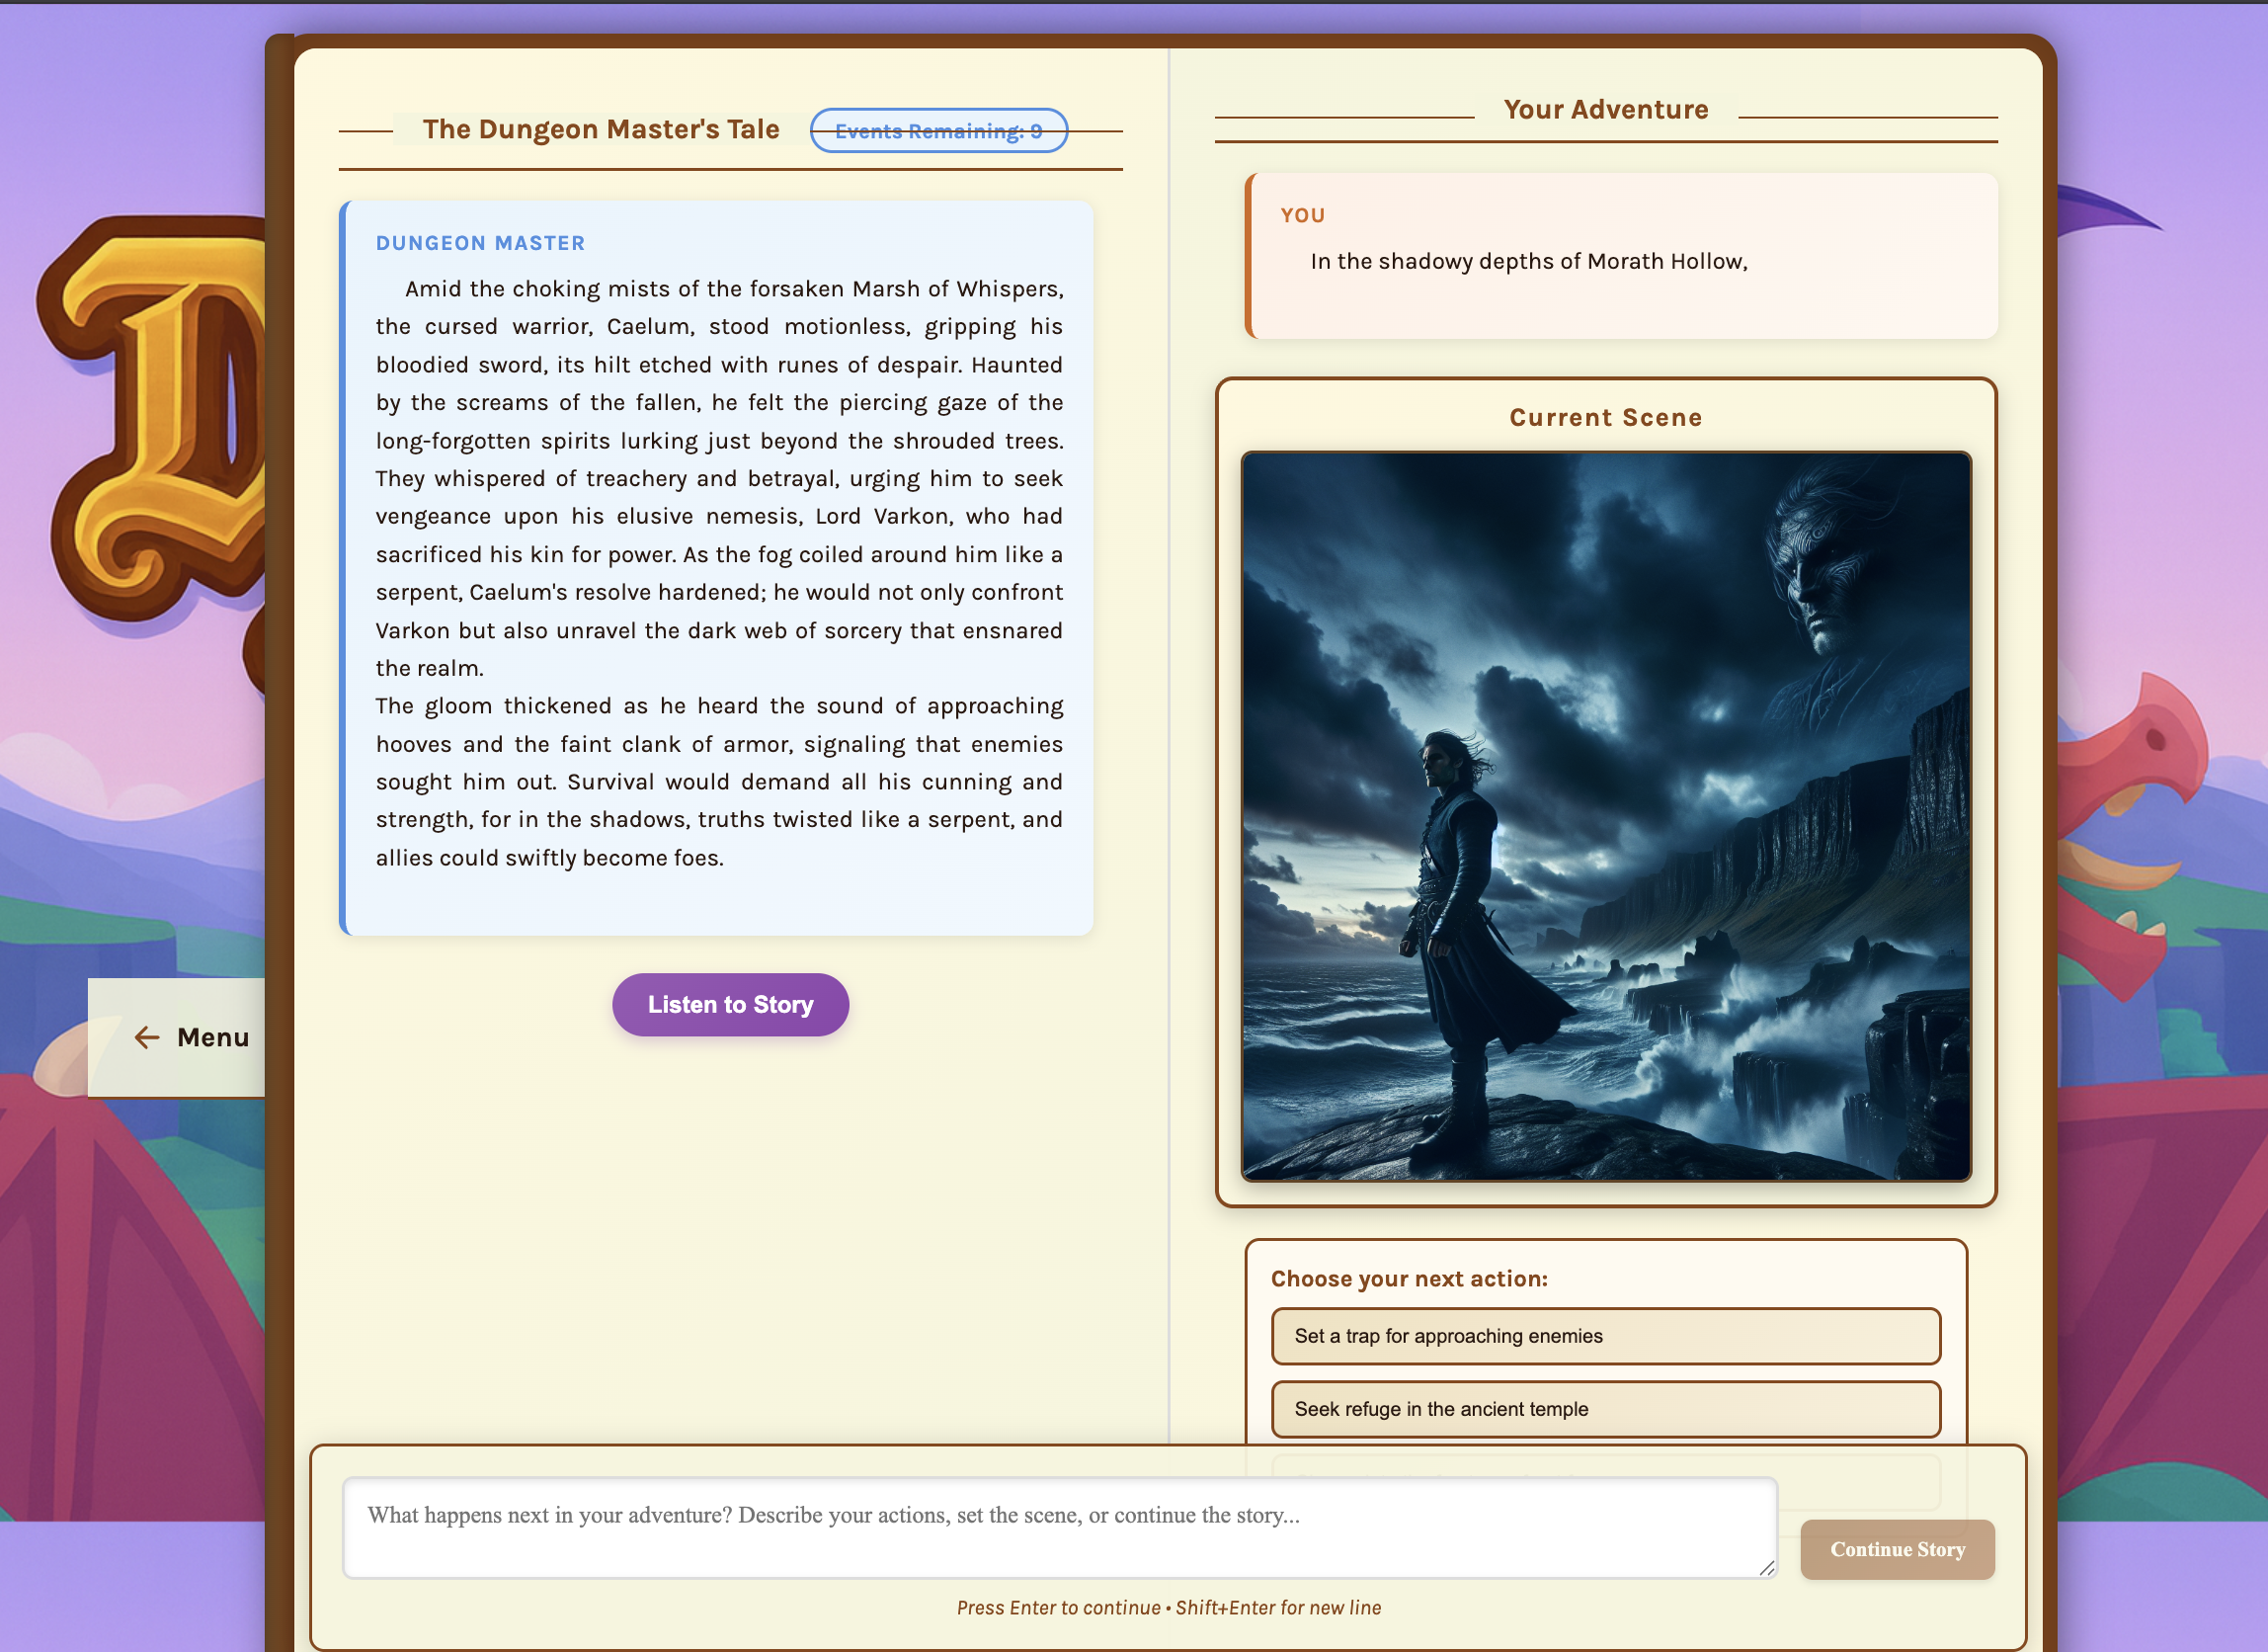 The Dungeon Master's Tale
Events Remaining: 9
DUNGEON MASTER
Amid the choking mists of the forsaken Marsh of Whispers,
the cursed warrior, Caelum, stood motionless, gripping his
bloodied sword, its hilt etched with runes of despair. Haunted
by the screams of the fallen, he felt the piercing gaze of the
long-forgotten spirits lurking just beyond the shrouded trees.
They whispered of treachery and betrayal, urging him to seek
vengeance upon his elusive nemesis, Lord Varkon, who had
sacrificed his kin for power. As the fog coiled around him like a
serpent, Caelum's resolve hardened; he would not only confront
Varkon but also unravel the dark web of sorcery that ensnared
the realm.
The gloom thickened as he heard the sound of approaching
hooves and the faint clank of armor, signaling that enemies
sought him out. Survival would demand all his cunning and
strength, for in the shadows, truths twisted like a serpent, and
allies could swiftly become foes.
Listen to Story
Menu
Your Adventure
YOU
In the shadowy depths of Morath Hollow,
Current Scene
Choose your next action:
Set a trap for approaching enemies
Seek refuge in the ancient temple
What happens next in your adventure? Describe your actions, set the scene, or continue the story...
Continue Story
Press Enter to continue • Shift+Enter for new line